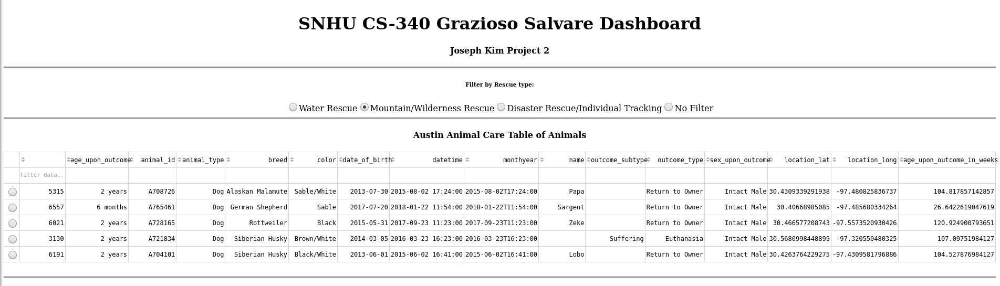 SNHU CS-340 Grazioso Salvare Dashboard
Joseph Kim Project 2
Filter by Rescue type:
Water Rescue Mountain/Wilderness Rescue Disaster Rescue/Individual Tracking No Filter
Austin Animal Care Table of Animals
age_upon_outcome animal_id animal_type breed color date_of_birth datetime monthyear name outcome_subtype outcome_type sex_upon_outcome location_lat location_long age_upon_outcome_in_weeks
filter data..
5315 2 years A708726 Dog Alaskan Malamute Sable/White 2013-07-30 2015-08-02 17:24:00 2015-08-02T17:24:00 Papa Return to Owner Intact Male 30.4309339291938 -97.480825836737 104.817857142857
6557 6 months A765461 Dog German Shepherd Sable 2017-07-20 2018-01-22 11:54:00 2018-01-22T11:54:00 Sargent Return to Owner Intact Male 30.40668985085 -97.485680334264 26.6422619047619
6021 2 years A728165 Dog Rottweiler Black 2015-05-31 2017-09-23 11:23:00 2017-09-23T11:23:00 Zeke Return to Owner Intact Male 30.466577208743 -97.5573520930426 120.924900793651
3130 2 years A721834 Dog Siberian Husky Brown/White 2014-03-05 2016-03-23 16:23:00 2016-03-23T16:23:00 Suffering Euthanasia Intact Male 30.5680998448899 -97.320550480325 107.09751984127
6191 2 years A704101 Dog Siberian Husky Black/White 2013-06-01 2015-06-02 16:41:00 2015-06-02T16:41:00 Lobo Return to Owner Intact Male 30.4263764229275 -97.4309581796886 104.527876984127